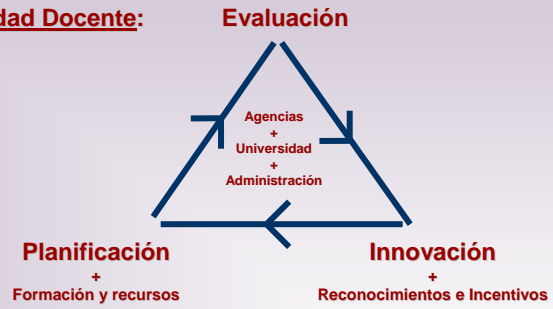 dad Docente:
Evaluación
Agencias
+
Universidad
+
Administración
Planificación
+
Formación y recursos
Innovación
+
Reconocimientos e Incentivos